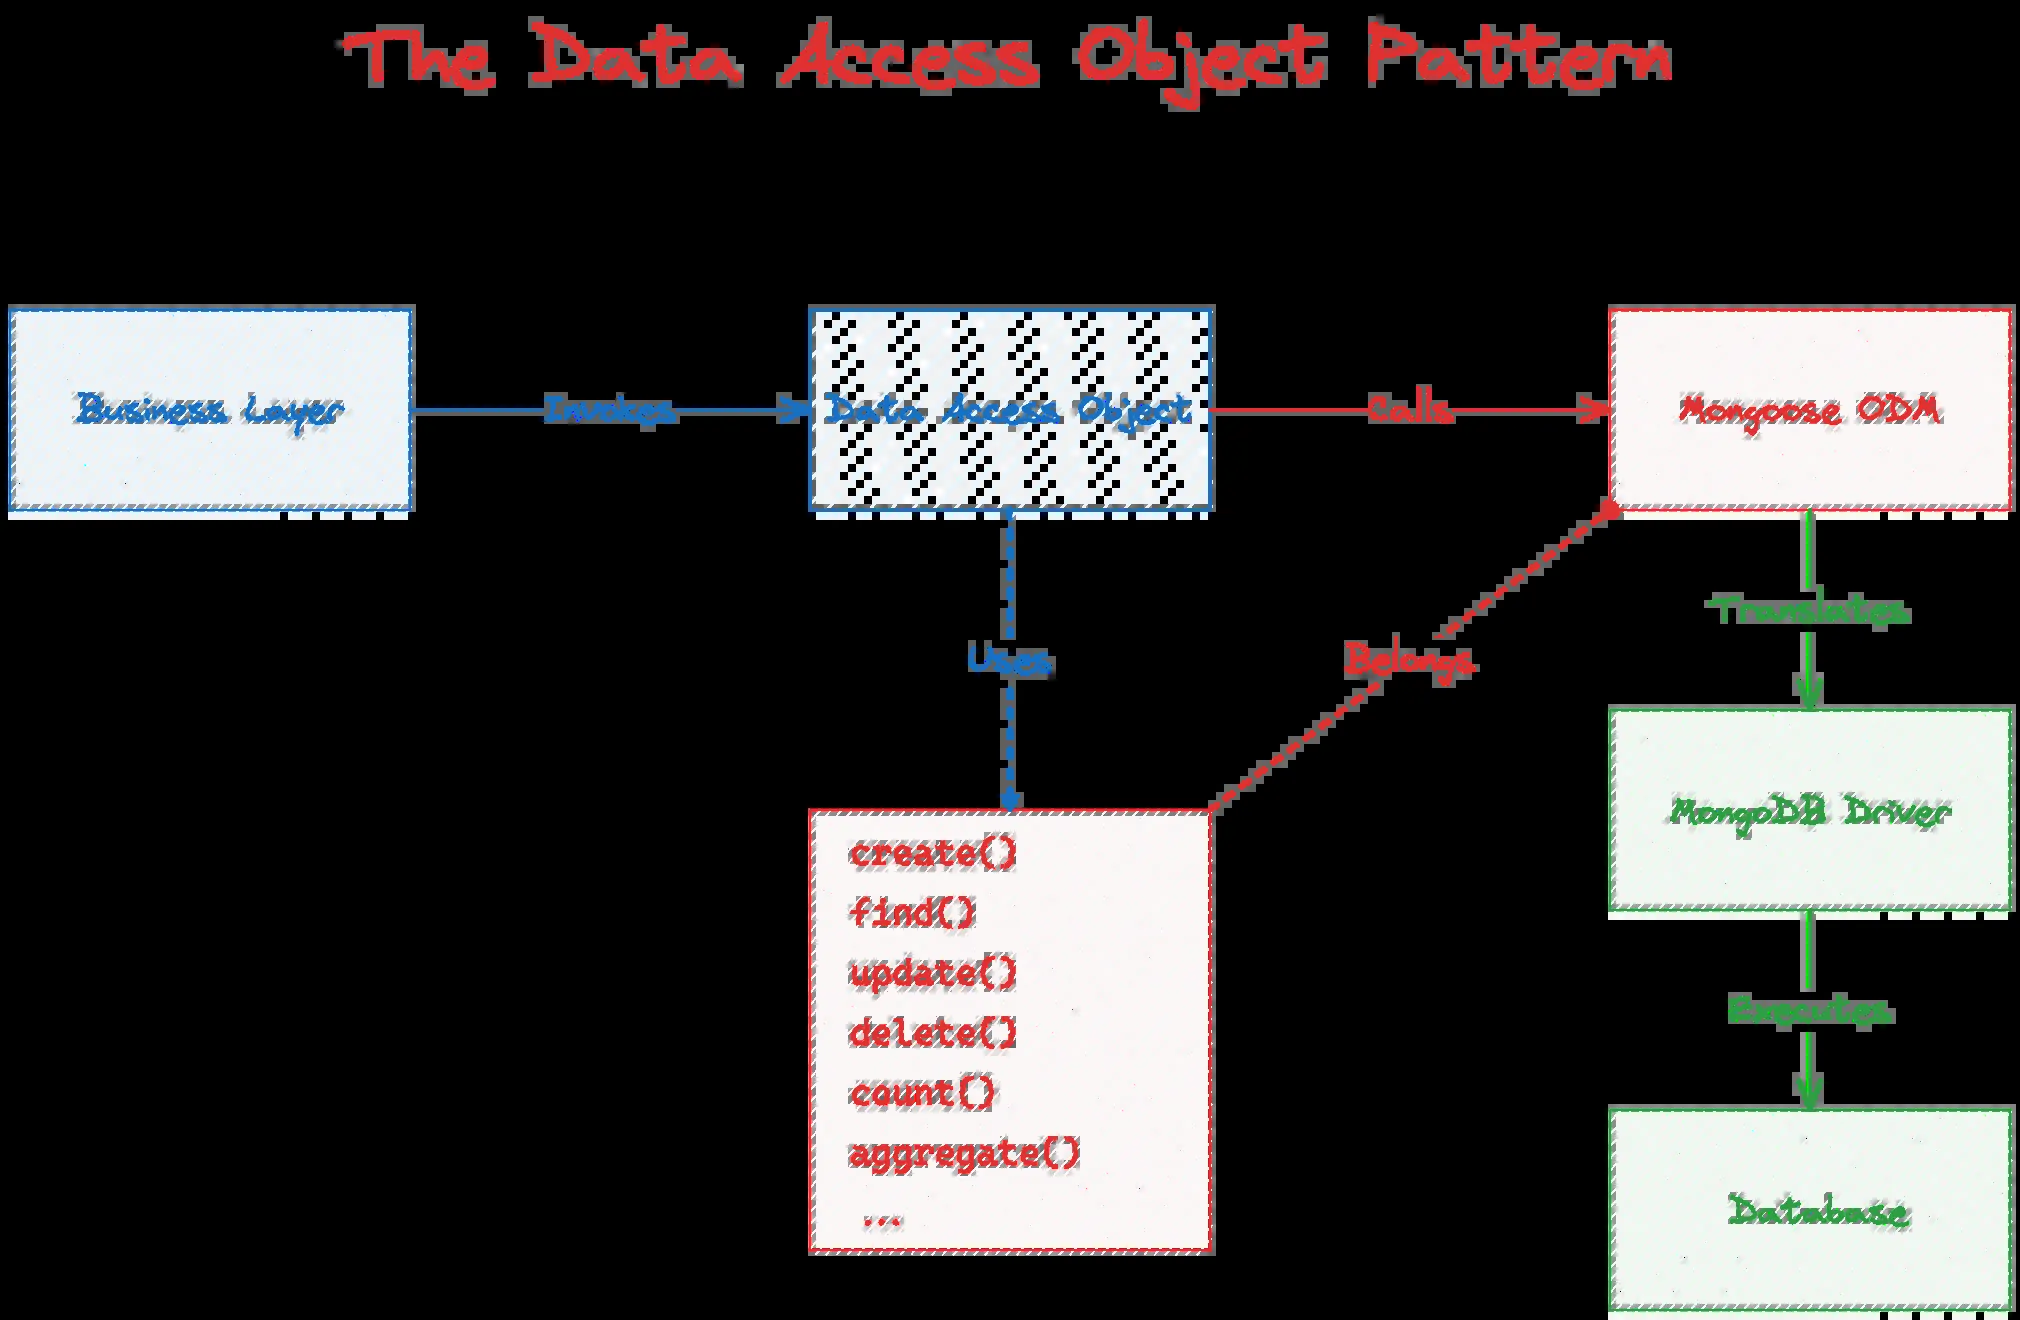 The Data Access Object Pattern
Business Layer
Invokes
Data Access Object
Calls
Mongoose ODM
Translates
Uses
Belongs
MongoDB Driver
create()
find()
update()
delete()
count()
aggregate()
...
Executes
Database